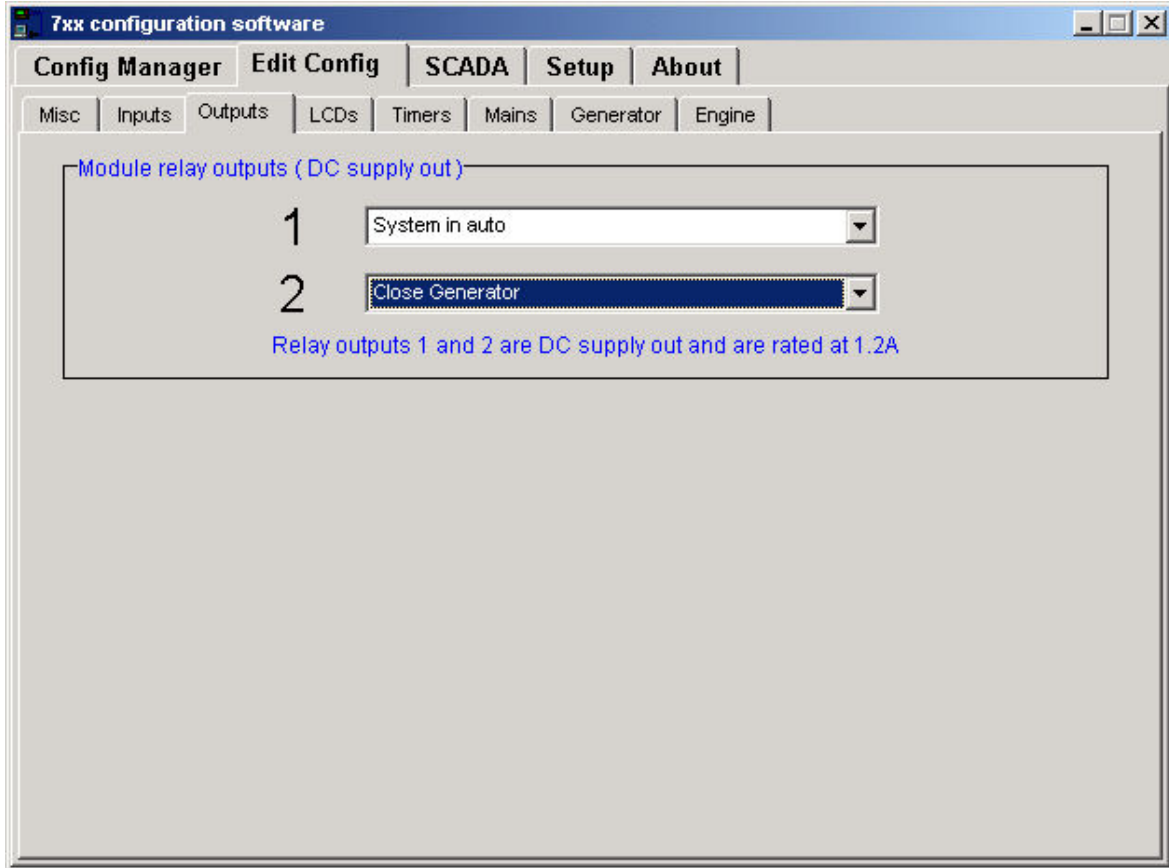 7xx configuration software
Config Manager Edit Config SCADA Setup About
Misc Inputs Outputs LCDs Timers Mains Generator Engine
Module relay outputs ( DC supply out )
1 System in auto
2 Close Generator
Relay outputs 1 and 2 are DC supply out and are rated at 1.2A